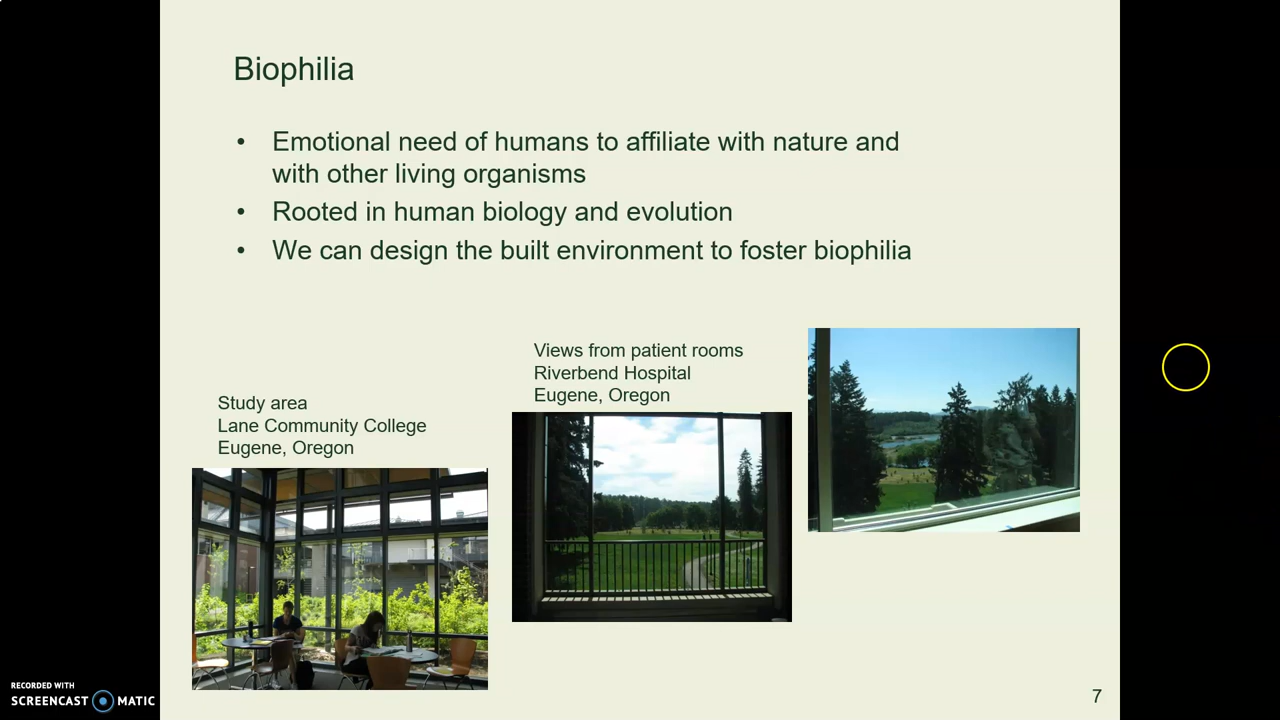 Biophilia
• Emotional need of humans to affiliate with nature and
with other living organisms
• Rooted in human biology and evolution
• We can design the built environment to foster biophilia
Views from patient rooms
Riverbend Hospital
Eugene, Oregon
Study area
Lane Community College
Eugene, Oregon
RECORDED WITH
SCREENCAST MATIC
7